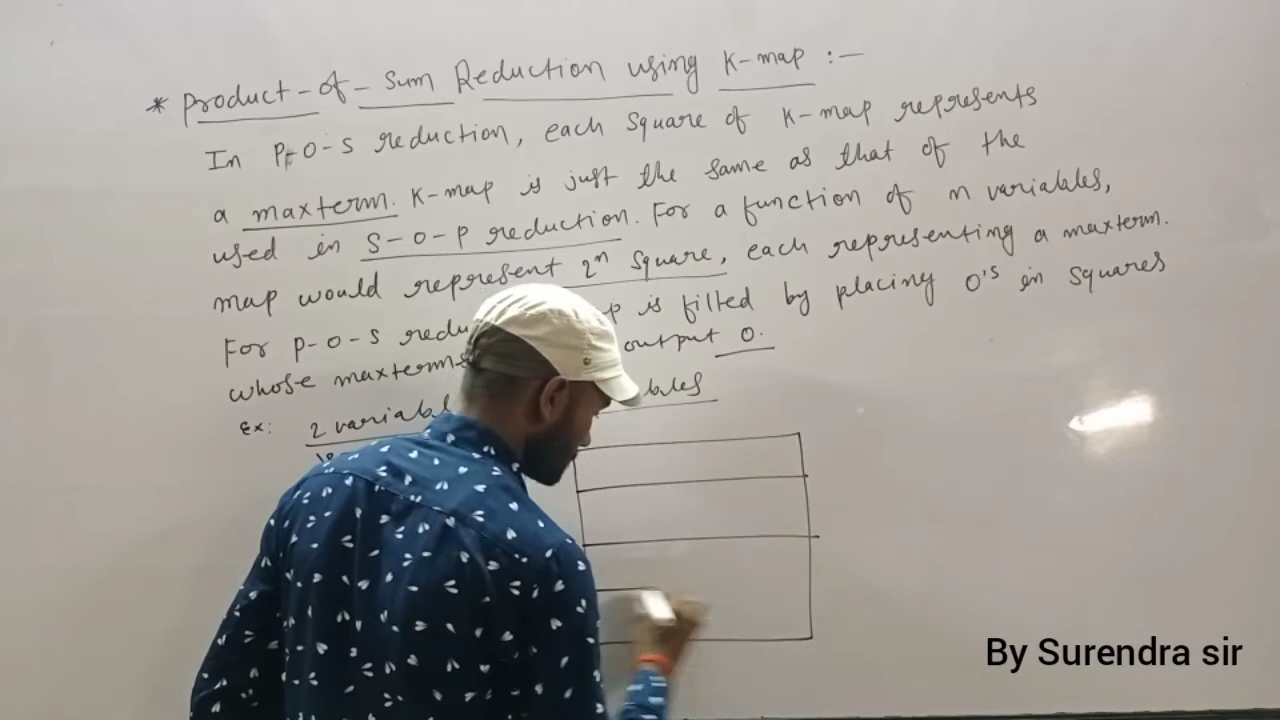 * Product-of-Sum Reduction using K-map :-
In P-O-S reduction, each square of K-map represents
a maxterm. K-map is just the same as that of the
used in S-O-P reduction. For a function of n variables,
map would represent 2ⁿ square, each representing a maxterm.
For P-O-S redu p is filled by placing 0's in squares
whose maxterms output 0.
Ex: 2 variabl bles
By Surendra sir